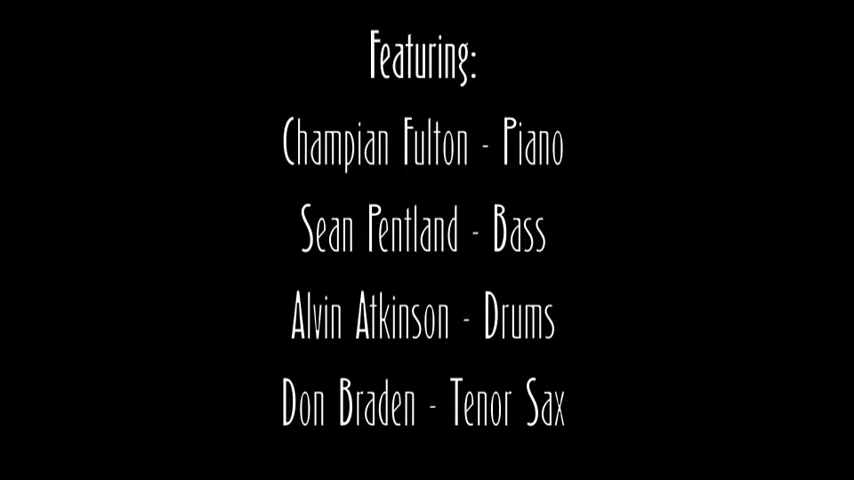 Featuring:
Champian Fulton - Piano
Sean Pentland - Bass
Alvin Atkinson - Drums
Don Braden - Tenor Sax